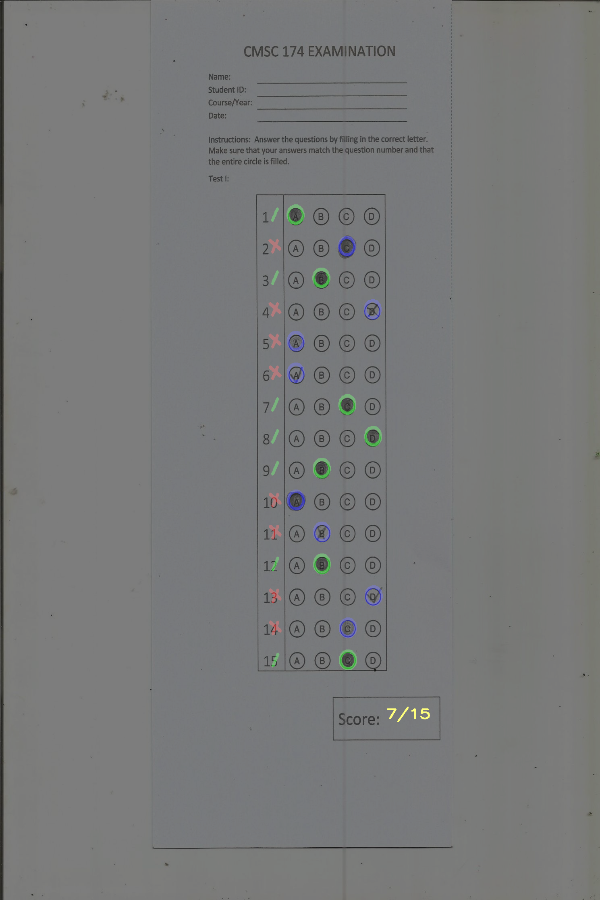 CMSC 174 EXAMINATION
Name:
Student ID:
Course/Year:
Date:
Instructions: Answer the questions by filling in the correct letter.
Make sure that your answers match the question number and that
the entire circle is filled.
Test I:
1 A B C D
2 A B C D
3 A B C D
4 A B C D
5 A B C D
6 A B C D
7 A B C D
8 A B C D
9 A B C D
10 A B C D
11 A B C D
12 A B C D
13 A B C D
14 A B C D
15 A B C D
Score: 7/15